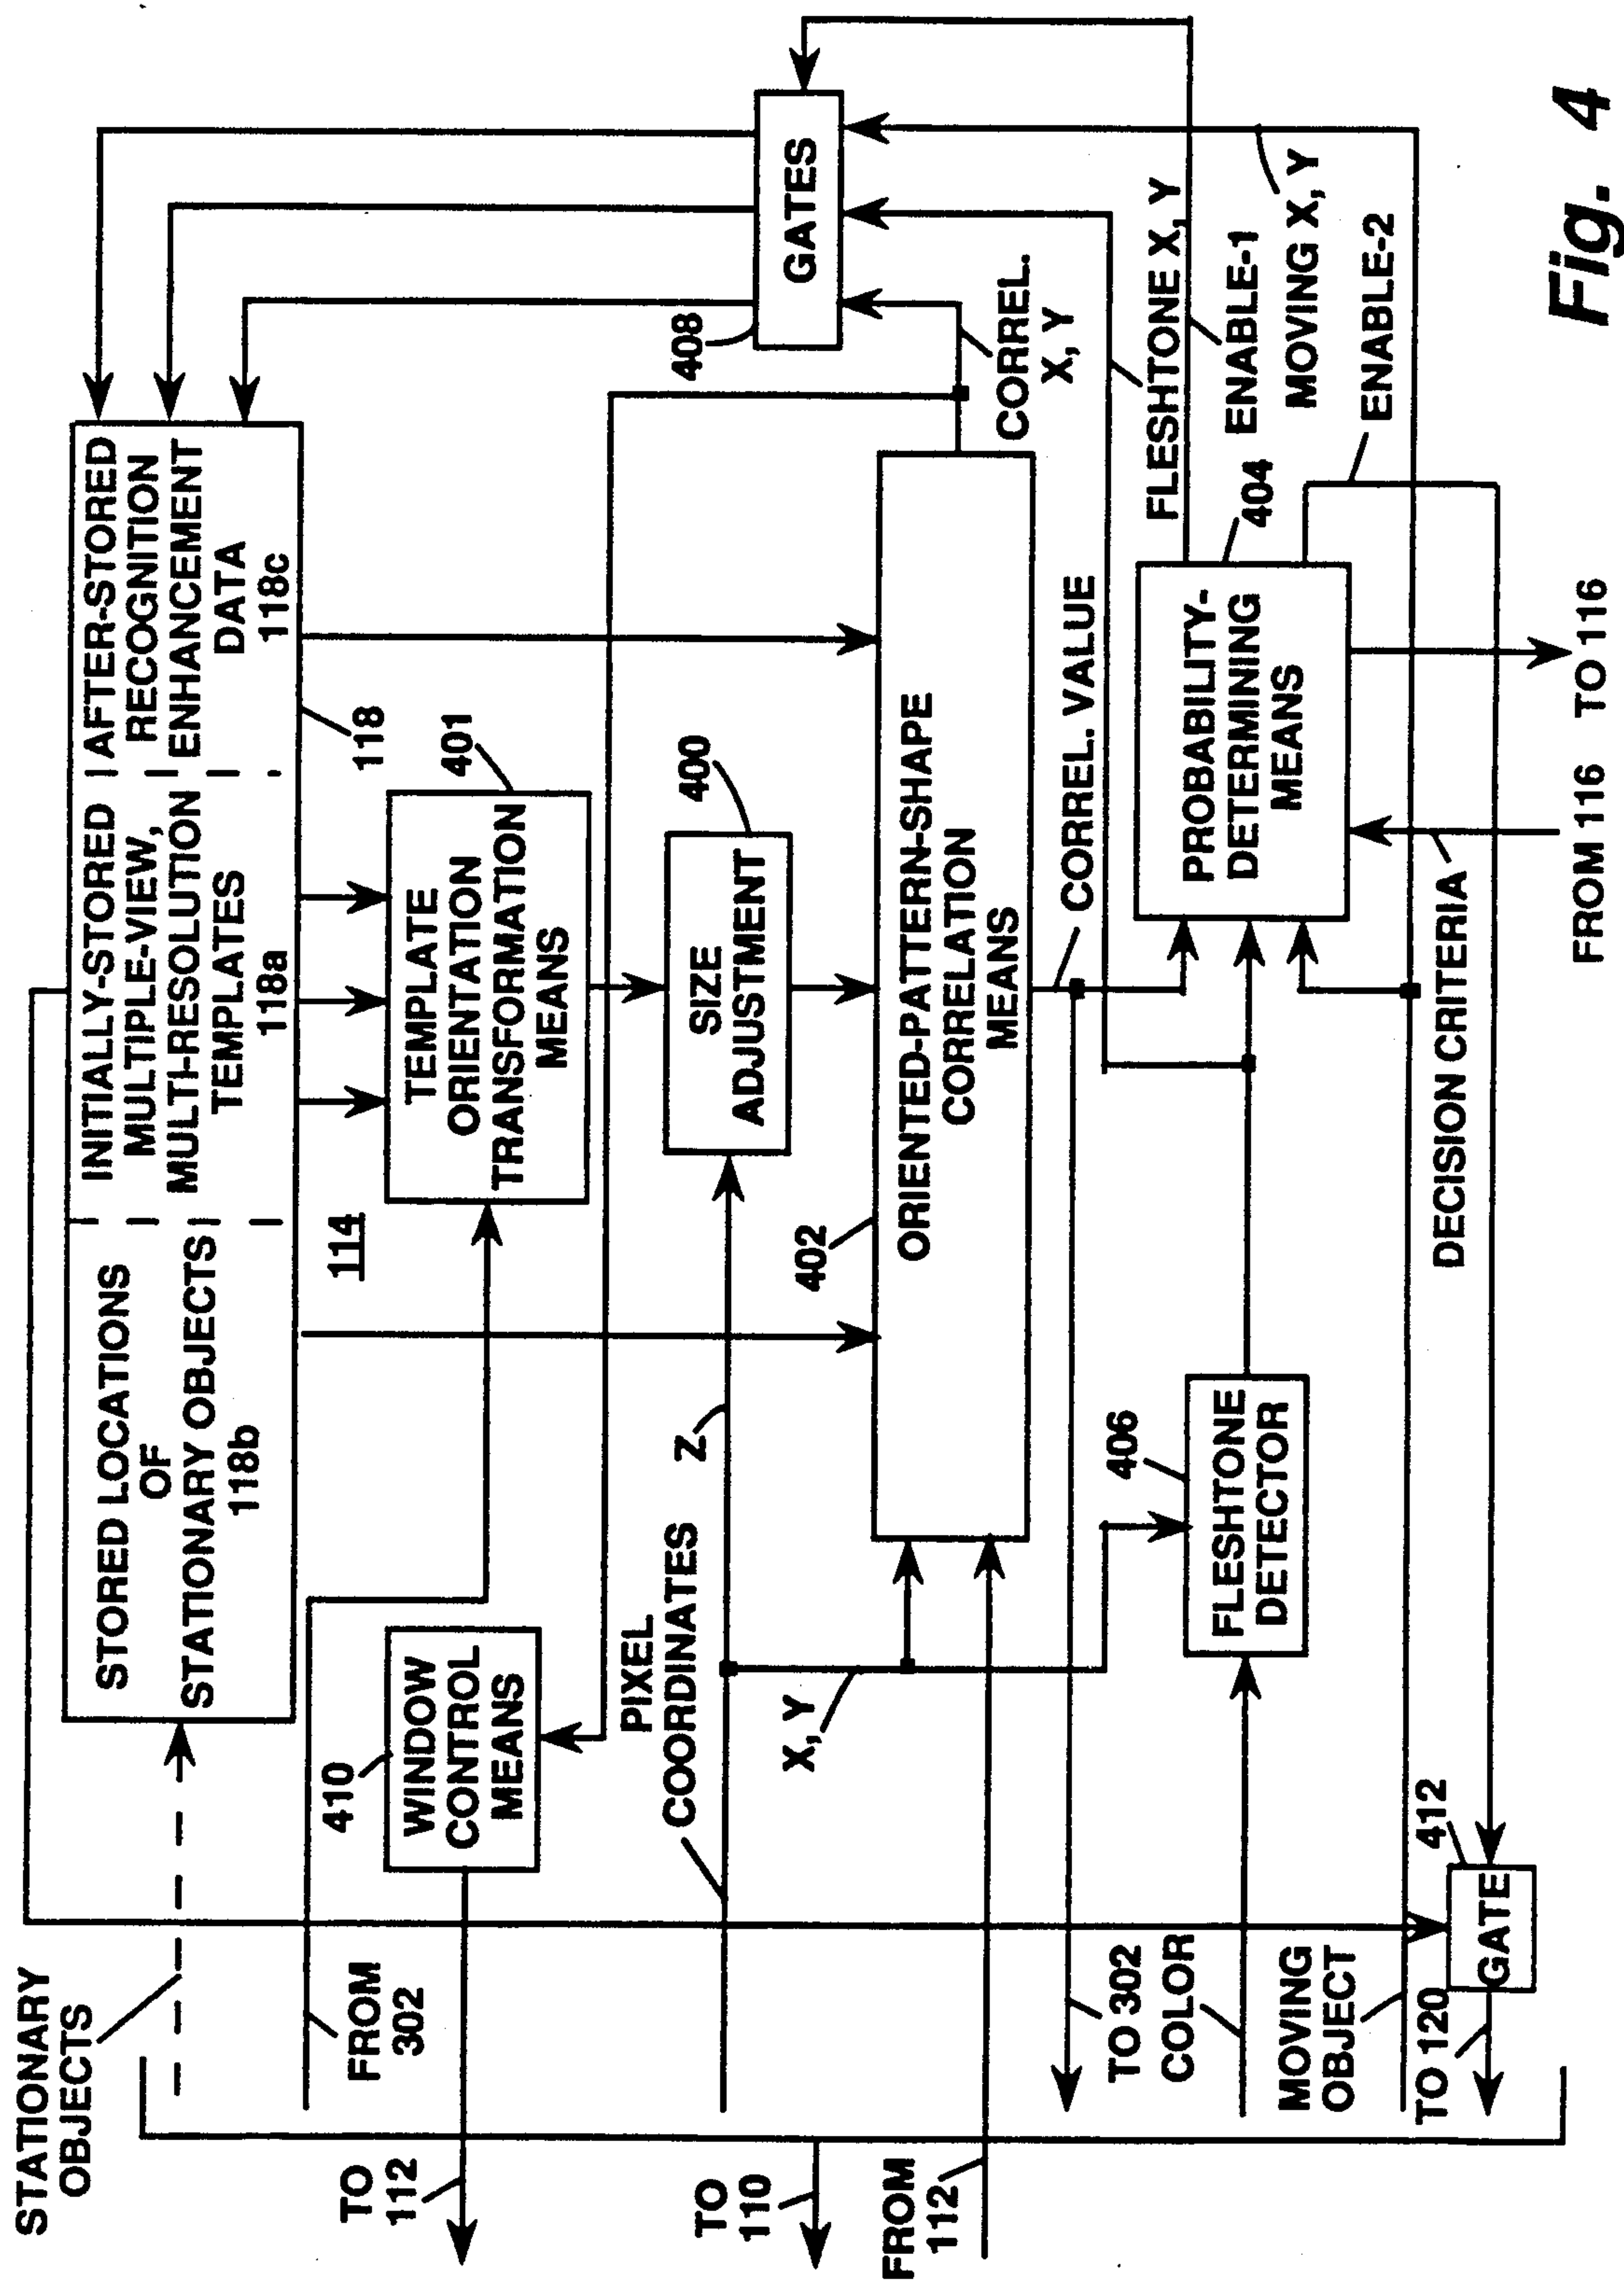 STATIONARY
OBJECTS
STORED LOCATIONS
OF
STATIONARY OBJECTS
118b
INITIALLY-STORED
MULTIPLE-VIEW,
MULTI-RESOLUTION
TEMPLATES
118a
AFTER-STORED
RECOGNITION
ENHANCEMENT
DATA
118c
118
114
FROM
302
410
WINDOW
CONTROL
MEANS
TO
112
TEMPLATE
ORIENTATION
TRANSFORMATION
MEANS
401
SIZE
ADJUSTMENT
400
408
GATES
PIXEL
COORDINATES
Z
X, Y
TO
110
FROM
112
402
ORIENTED-PATTERN-SHAPE
CORRELATION
MEANS
CORREL.
X, Y
CORREL. VALUE
TO 302
COLOR
406
FLESHTONE
DETECTOR
PROBABILITY-
DETERMINING
MEANS
404
FLESHTONE X, Y
ENABLE-1
MOVING X, Y
ENABLE-2
MOVING
OBJECT
TO 120
412
GATE
DECISION CRITERIA
FROM 116
TO 116
Fig. 4